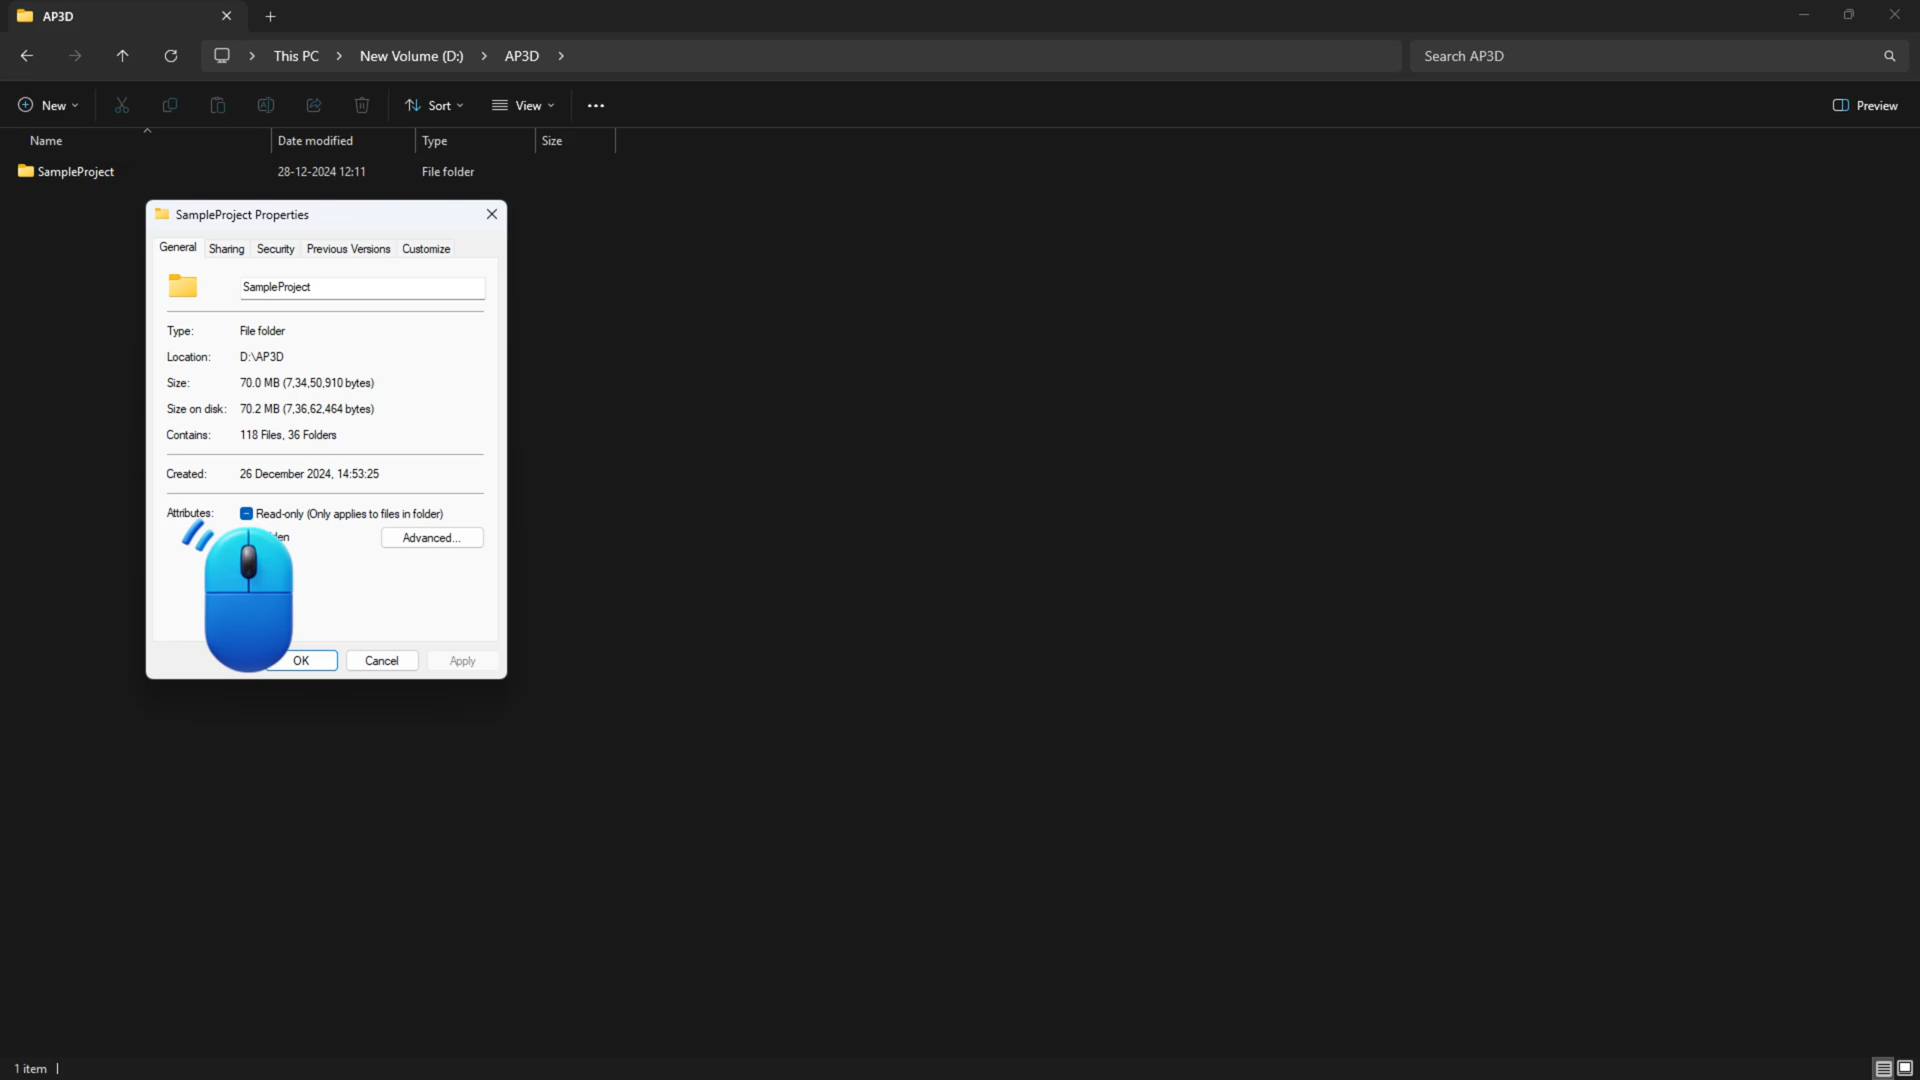 AP3D
This PC > New Volume (D:) > AP3D >
Search AP3D
New
Sort
View
Preview
Name
Date modified
Type
Size
SampleProject
28-12-2024 12:11
File folder
SampleProject Properties
General
Sharing
Security
Previous Versions
Customize
SampleProject
Type: File folder
Location: D:\AP3D
Size: 70.0 MB (7,34,50,910 bytes)
Size on disk: 70.2 MB (7,36,62,464 bytes)
Contains: 118 Files, 36 Folders
Created: 26 December 2024, 14:53:25
Attributes: Read-only (Only applies to files in folder)
Advanced...
OK
Cancel
Apply
1 item